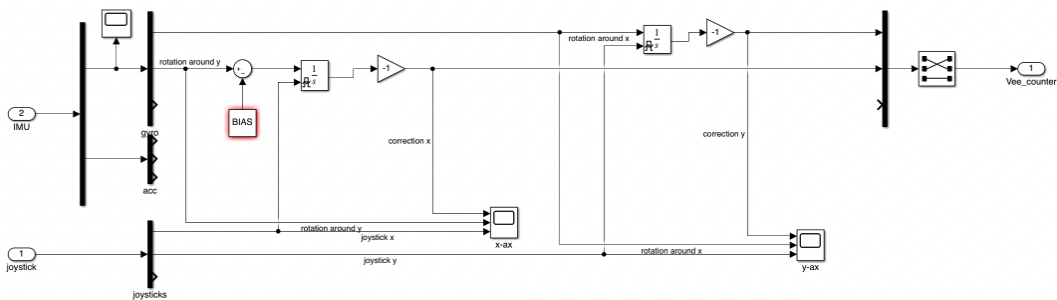 rotation around x
1
s
-1
rotation around y
+
-
1
s
-1
1
Vee_counter
2
IMU
BIAS
gyro
correction x
correction y
acc
rotation around y
joystick x
x-ax
1
joystick
joystick y
rotation around x
y-ax
joysticks